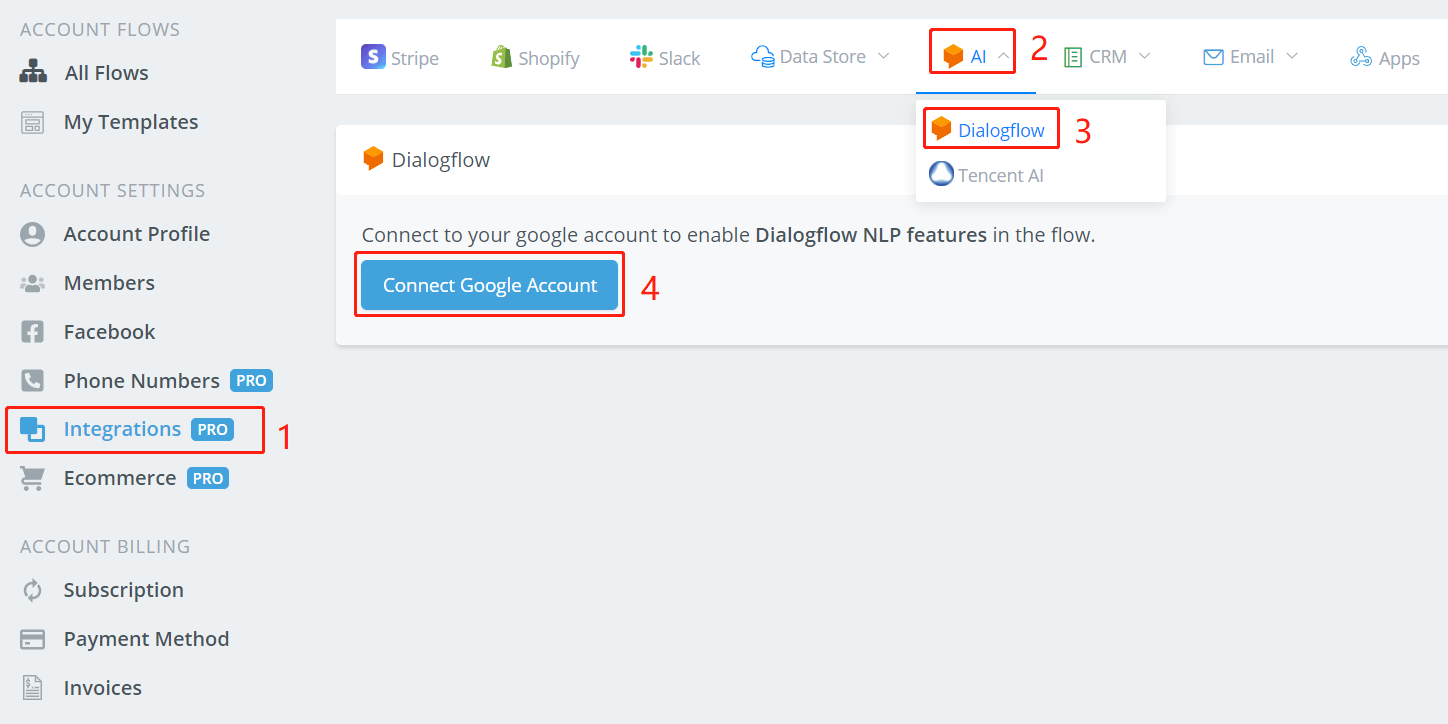 ACCOUNT FLOWS
All Flows
My Templates
ACCOUNT SETTINGS
Account Profile
Members
Facebook
Phone Numbers PRO
Integrations PRO 1
Ecommerce PRO
ACCOUNT BILLING
Subscription
Payment Method
Invoices
S Stripe Shopify Slack Data Store AI 2 CRM Email Apps
Dialogflow 3
Tencent AI
Dialogflow
Connect to your google account to enable Dialogflow NLP features in the flow.
Connect Google Account 4